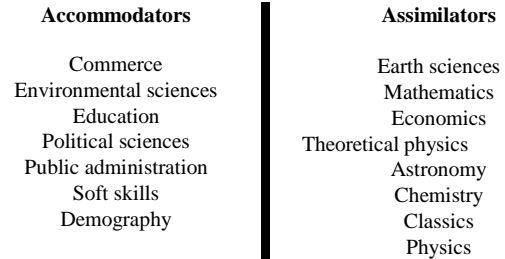 Accommodators
Commerce
Environmental sciences
Education
Political sciences
Public administration
Soft skills
Demography
Assimilators
Earth sciences
Mathematics
Economics
Theoretical physics
Astronomy
Chemistry
Classics
Physics